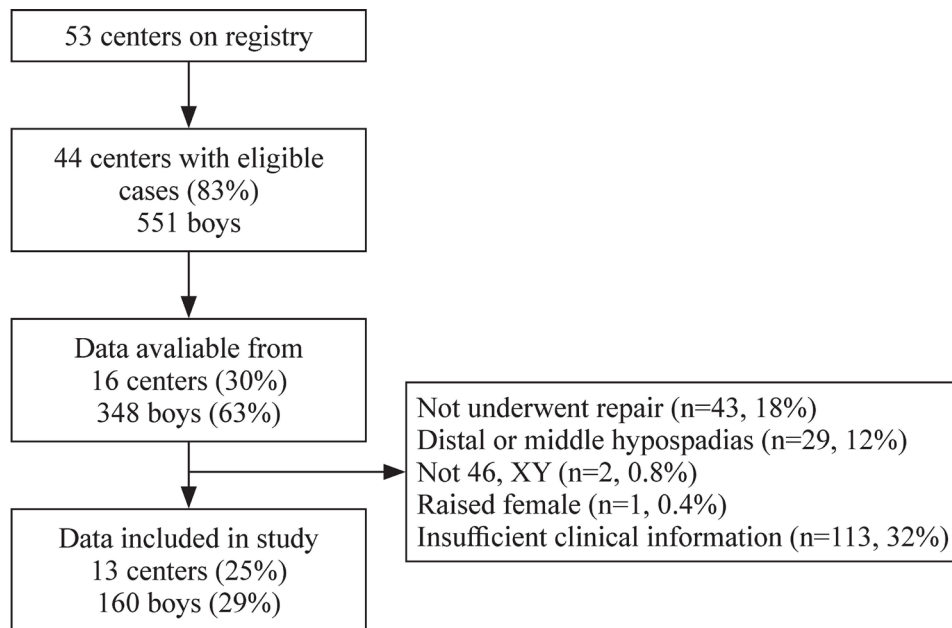 53 centers on registry
44 centers with eligible
cases (83%)
551 boys
Data avaliable from
16 centers (30%)
348 boys (63%)
Not underwent repair (n=43, 18%)
Distal or middle hypospadias (n=29, 12%)
Not 46, XY (n=2, 0.8%)
Raised female (n=1, 0.4%)
Insufficient clinical information (n=113, 32%)
Data included in study
13 centers (25%)
160 boys (29%)